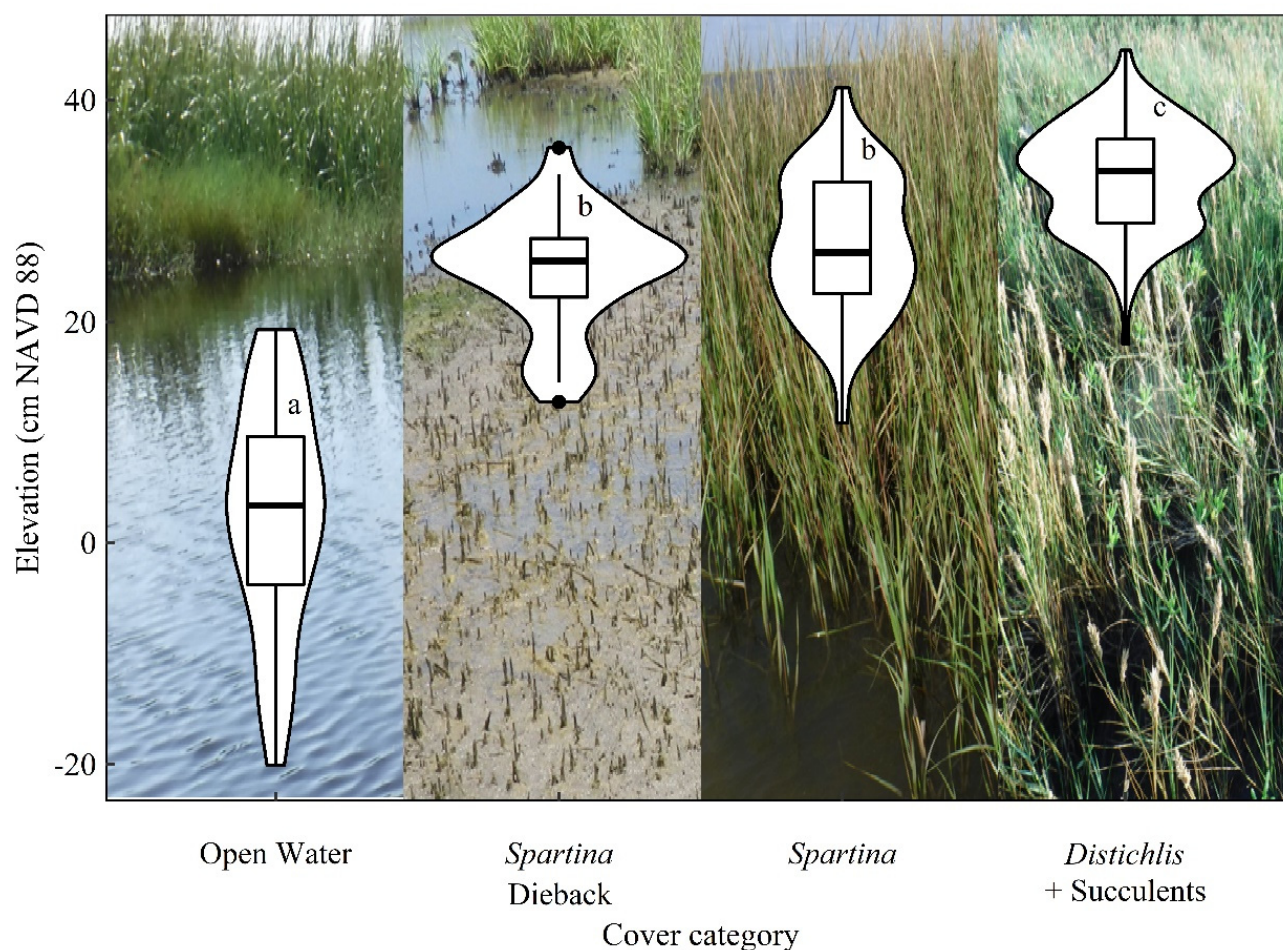 Elevation (cm NAVD 88)
40
20
0
-20
a
b
b
c
Open Water
Spartina
Dieback
Spartina
Distichlis
+ Succulents
Cover category